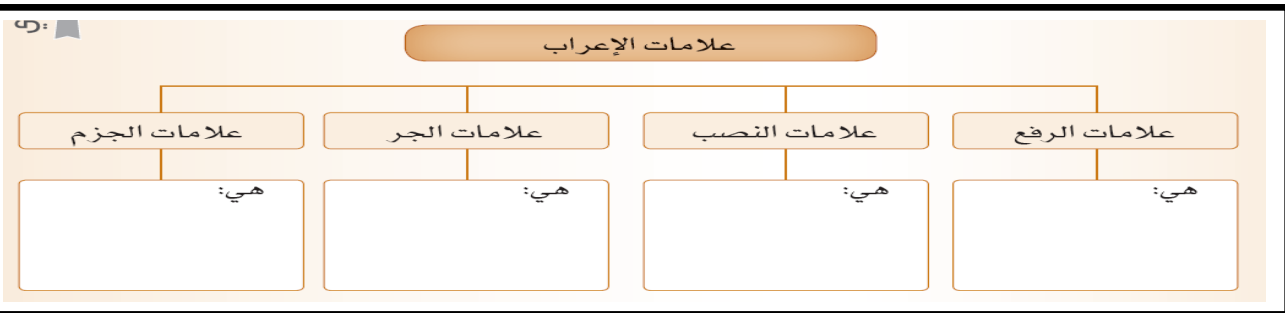 علامات الإعراب
علامات الرفع
علامات النصب
علامات الجر
علامات الجزم
هي:
هي:
هي:
هي: